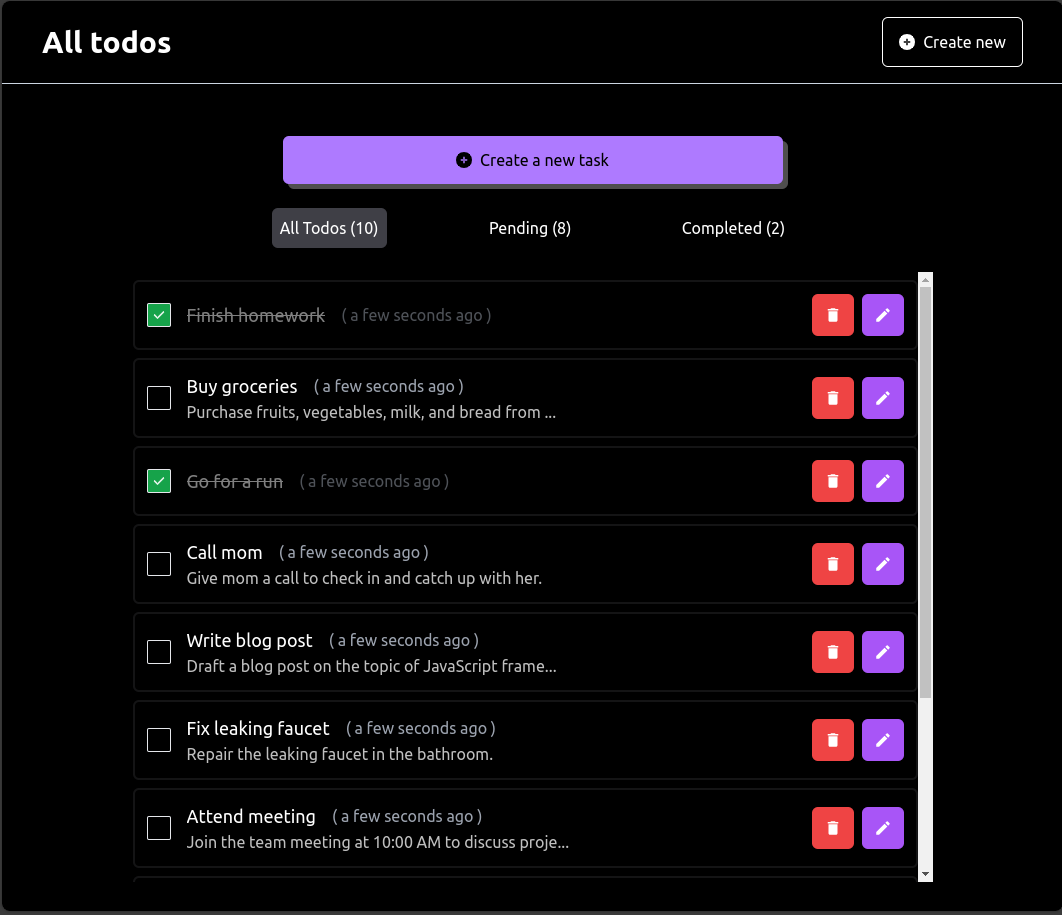 All todos
Create new
Create a new task
All Todos (10) Pending (8) Completed (2)
Finish homework ( a few seconds ago )
Buy groceries ( a few seconds ago )
Purchase fruits, vegetables, milk, and bread from ...
Go for a run ( a few seconds ago )
Call mom ( a few seconds ago )
Give mom a call to check in and catch up with her.
Write blog post ( a few seconds ago )
Draft a blog post on the topic of JavaScript frame...
Fix leaking faucet ( a few seconds ago )
Repair the leaking faucet in the bathroom.
Attend meeting ( a few seconds ago )
Join the team meeting at 10:00 AM to discuss proje...